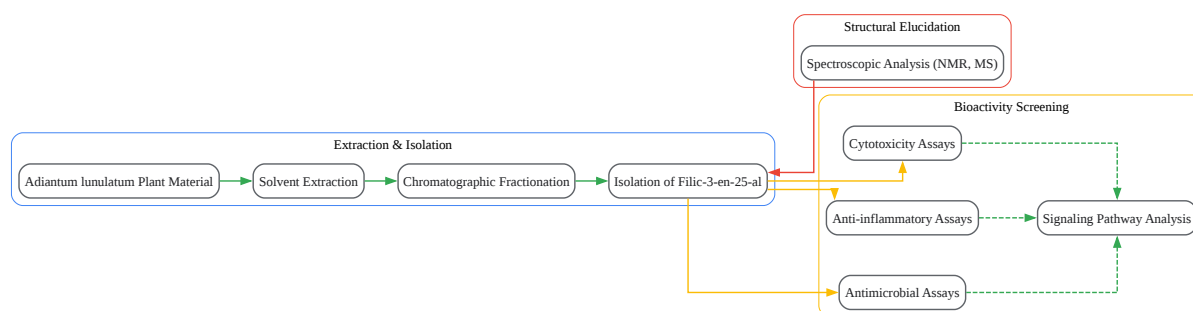 Structural Elucidation
Spectroscopic Analysis (NMR, MS)
Bioactivity Screening
Extraction & Isolation
Cytotoxicity Assays
Adiantum lunulatum Plant Material
Solvent Extraction
Chromatographic Fractionation
Isolation of Filic-3-en-25-al
Anti-inflammatory Assays
Signaling Pathway Analysis
Antimicrobial Assays